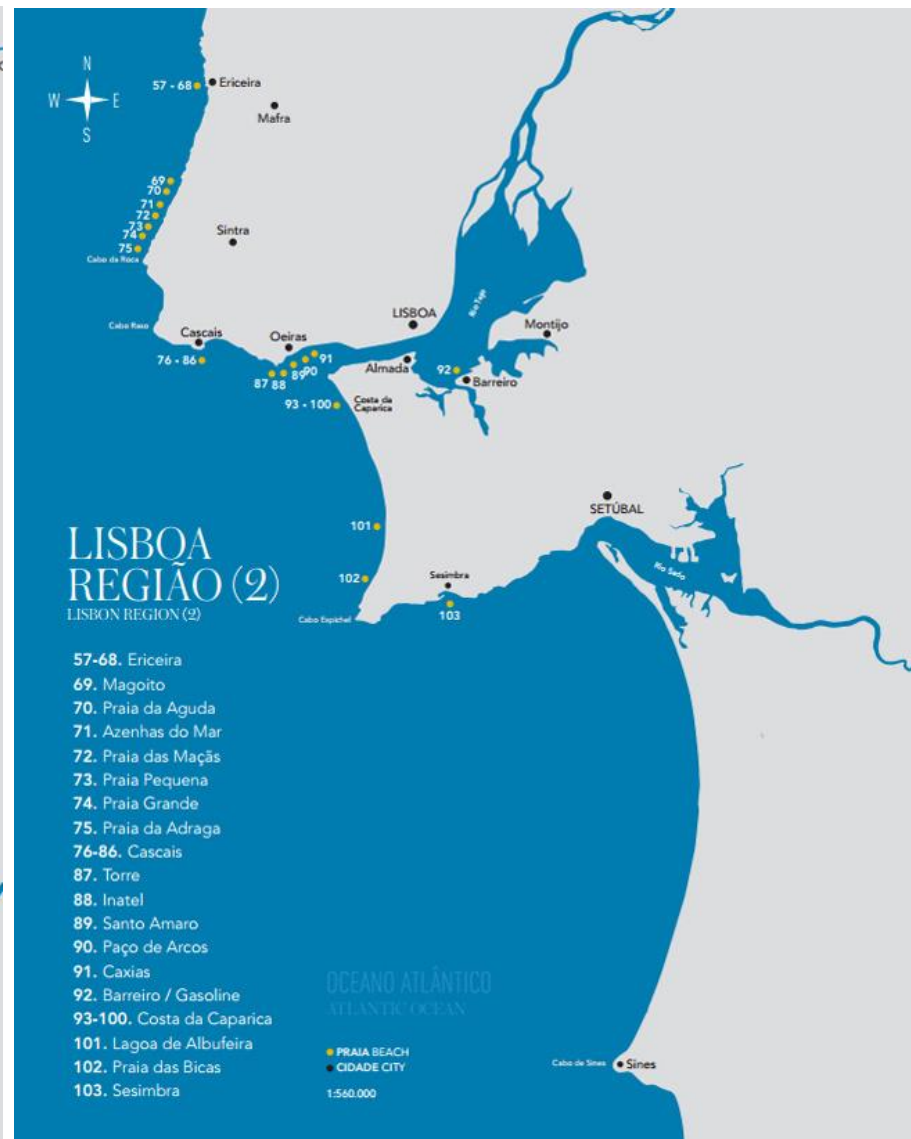 N
W
E
S
57 - 68
Ericeira
Mafra
69
70
71
72
73
74
75
Cabo da Roca
Sintra
Cabo Raso
Cascais
76 - 86
Oeiras
87
88
89
90
91
LISBOA
Rio Tejo
Montijo
Almada
92
Barreiro
93 - 100
Costa da
Caparica
101
102
Cabo Espichel
Sesimbra
103
SETÚBAL
Rio Sado
LISBOA
REGIÃO (2)
LISBON REGION (2)
57-68. Ericeira
69. Magoito
70. Praia da Aguda
71. Azenhas do Mar
72. Praia das Maçãs
73. Praia Pequena
74. Praia Grande
75. Praia da Adraga
76-86. Cascais
87. Torre
88. Inatel
89. Santo Amaro
90. Paço de Arcos
91. Caxias
92. Barreiro / Gasoline
93-100. Costa da Caparica
101. Lagoa de Albufeira
102. Praia das Bicas
103. Sesimbra
OCEANO ATLÂNTICO
ATLANTIC OCEAN
PRAIA BEACH
CIDADE CITY
1:560.000
Cabo de Sines
Sines